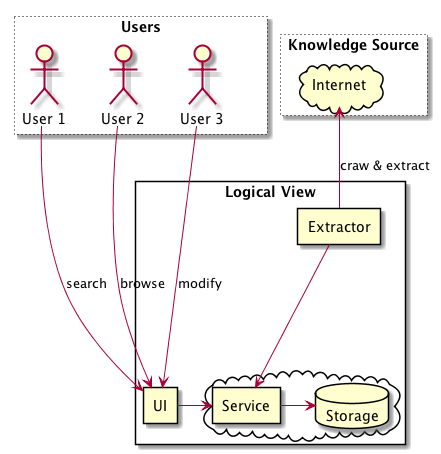 Users
Knowledge Source
Internet
User 1
User 2
User 3
craw & extract
Logical View
Extractor
search
browse
modify
UI
Service
Storage